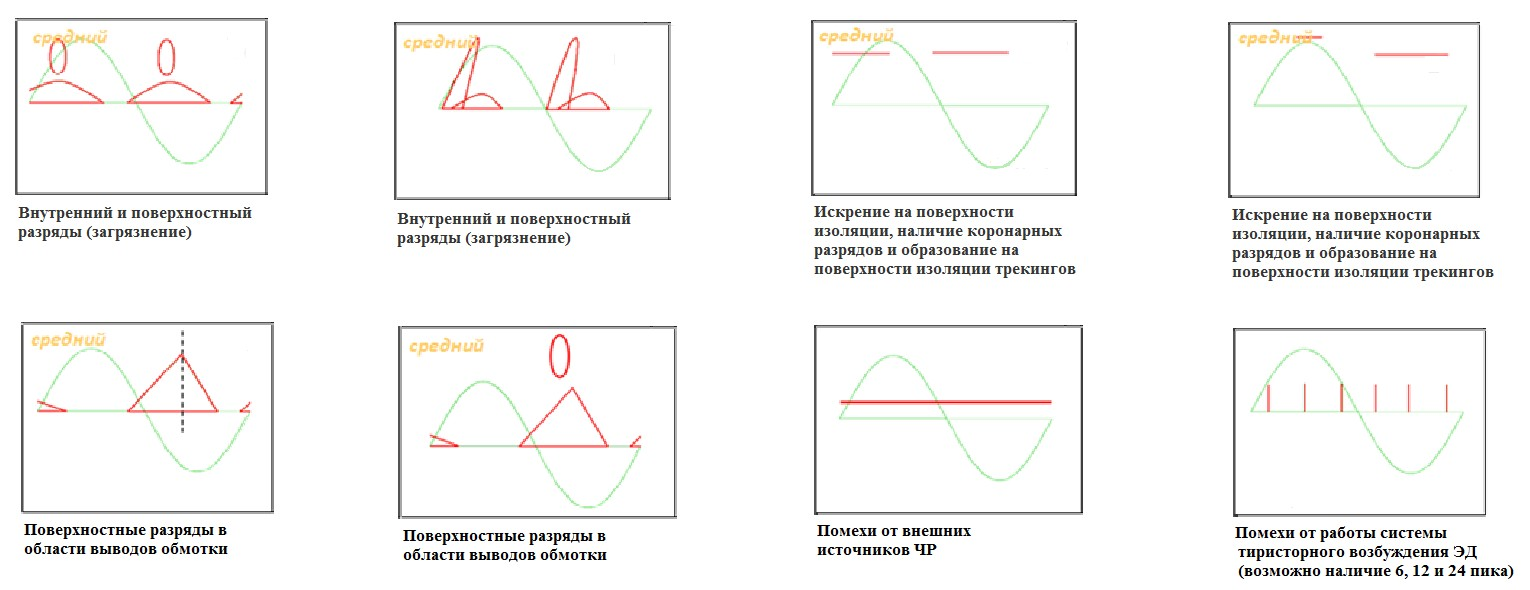 средний
Внутренний и поверхностный
разряды (загрязнение)
средний
Внутренний и поверхностный
разряды (загрязнение)
средний
Искрение на поверхности
изоляции, наличие коронарных
разрядов и образование на
поверхности изоляции трекингов
средний
Искрение на поверхности
изоляции, наличие коронарных
разрядов и образование на
поверхности изоляции трекингов
средний
Поверхностные разряды в
области выводов обмотки
средний
Поверхностные разряды в
области выводов обмотки
Помехи от внешних
источников ЧР
Помехи от работы системы
тиристорного возбуждения ЭД
(возможно наличие 6, 12 и 24 пика)